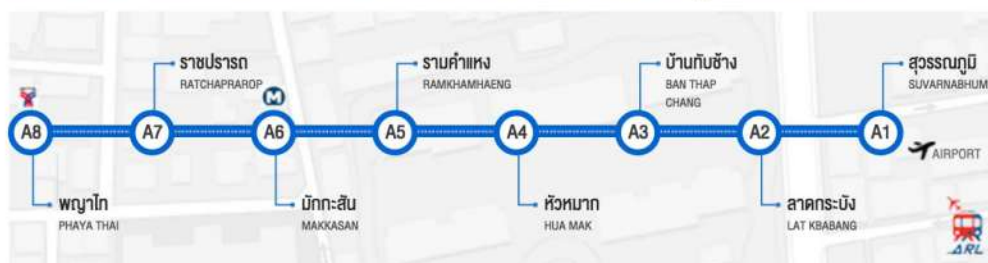 ราชปรารถ
RATCHAPRAROP
รามคำแหง
RAMKHAMHAENG
บ้านทับช้าง
BAN THAP
CHANG
สุวรรณภูมิ
SUVARNABHUM
M
A8
A7
A6
A5
A4
A3
A2
A1
AIRPORT
พญาไท
PHAYA THAI
มักกะสัน
MAKKASAN
หัวหมาก
HUA MAK
ลาดกระบัง
LAT KBABANG
ARL